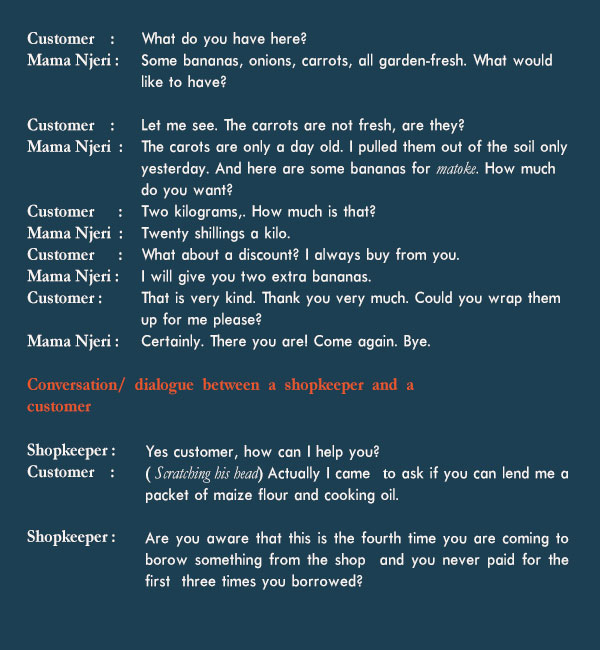 Customer : What do you have here?
Mama Njeri : Some bananas, onions, carrots, all garden-fresh. What would
like to have?
Customer : Let me see. The carrots are not fresh, are they?
Mama Njeri : The carots are only a day old. I pulled them out of the soil only
yesterday. And here are some bananas for matoke. How much
do you want?
Customer : Two kilograms,. How much is that?
Mama Njeri : Twenty shillings a kilo.
Customer : What about a discount? I always buy from you.
Mama Njeri : I will give you two extra bananas.
Customer : That is very kind. Thank you very much. Could you wrap them
up for me please?
Mama Njeri : Certainly. There you are! Come again. Bye.
Conversation/ dialogue between a shopkeeper and a
customer
Shopkeeper : Yes customer, how can I help you?
Customer : ( Scratching his head) Actually I came to ask if you can lend me a
packet of maize flour and cooking oil.
Shopkeeper : Are you aware that this is the fourth time you are coming to
borow something from the shop and you never paid for the
first three times you borrowed?